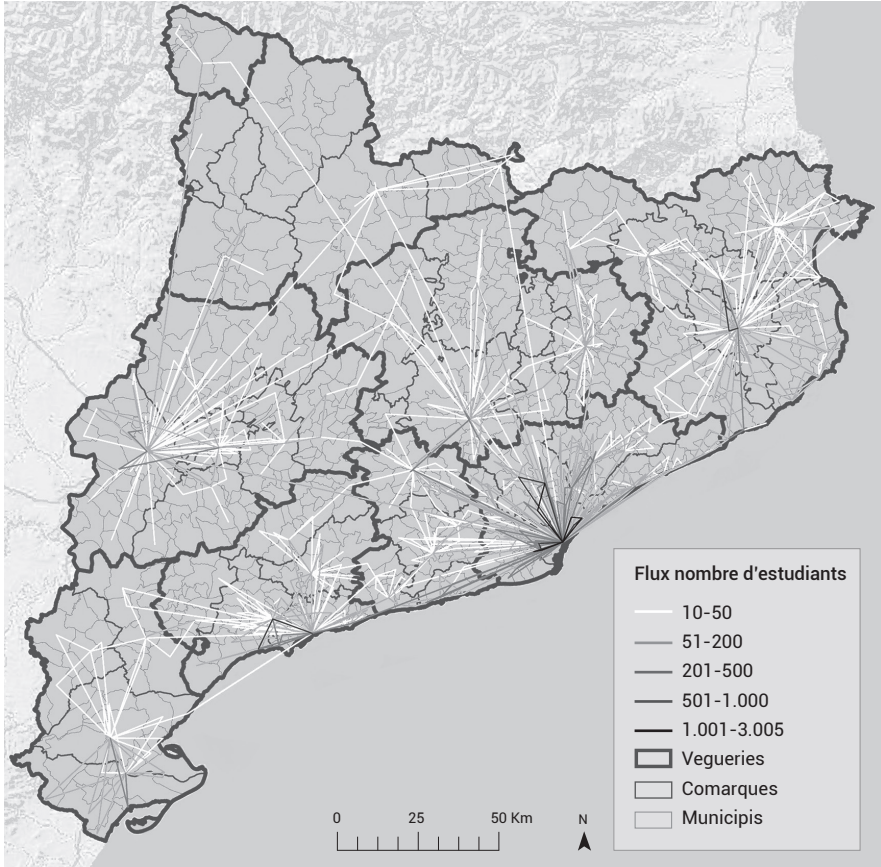 Flux nombre d'estudiants
10-50
51-200
201-500
501-1.000
1.001-3.005
Vegueries
Comarques
Municipis
0 25 50 Km
N